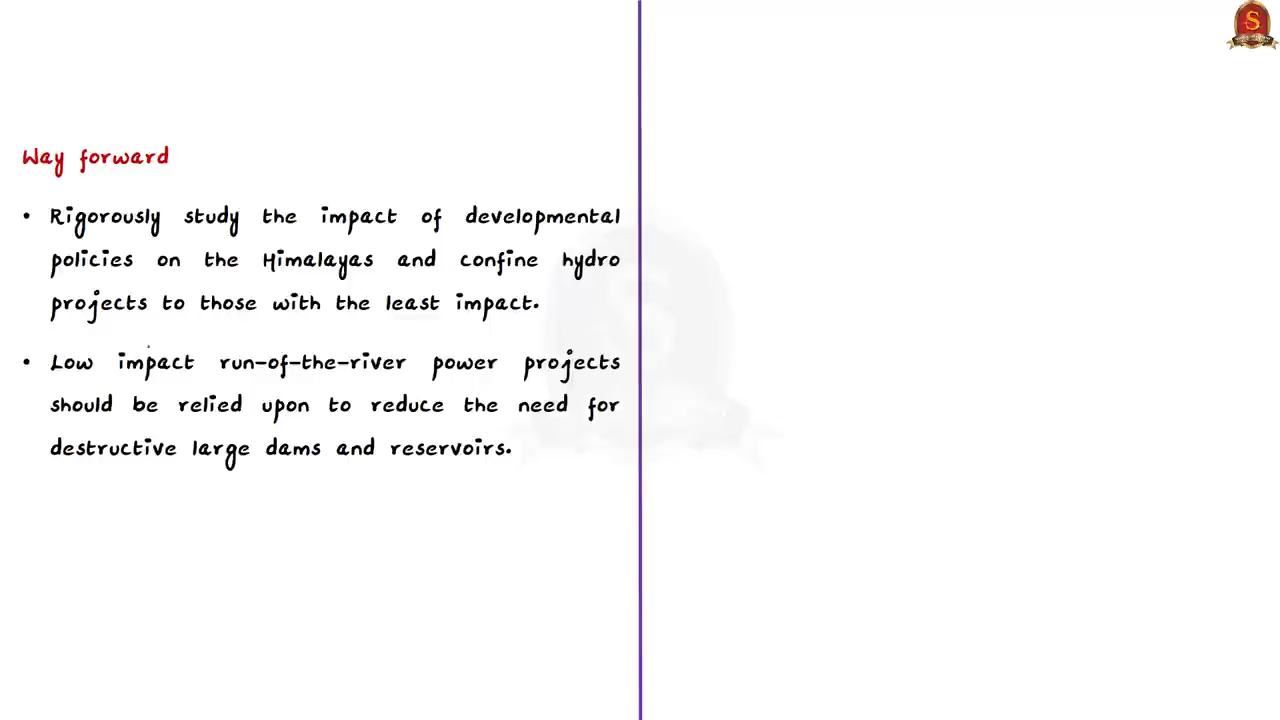 Way forward
• Rigorously study the impact of developmental
policies on the Himalayas and confine hydro
projects to those with the least impact.
• Low impact run-of-the-river power projects
should be relied upon to reduce the need for
destructive large dams and reservoirs.
S